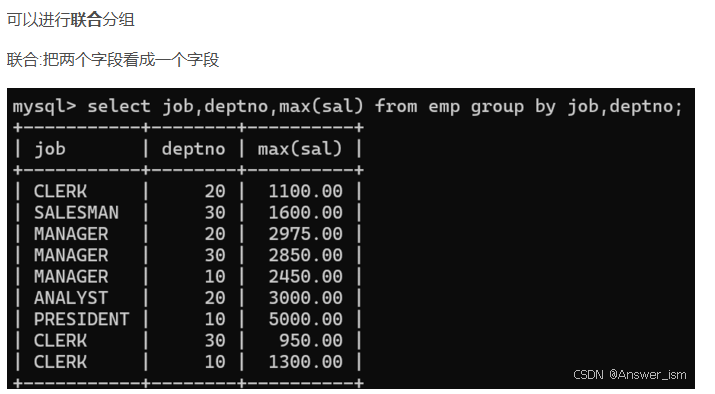 可以进行联合分组
联合:把两个字段看成一个字段
mysql> select job,deptno,max(sal) from emp group by job,deptno;
+-----------+--------+----------+
| job       | deptno | max(sal) |
+-----------+--------+----------+
| CLERK     |     20 |  1100.00 |
| SALESMAN  |     30 |  1600.00 |
| MANAGER   |     20 |  2975.00 |
| MANAGER   |     30 |  2850.00 |
| MANAGER   |     10 |  2450.00 |
| ANALYST   |     20 |  3000.00 |
| PRESIDENT |     10 |  5000.00 |
| CLERK     |     30 |   950.00 |
| CLERK     |     10 |  1300.00 |
+-----------+--------+----------+
CSDN @Answer_ism